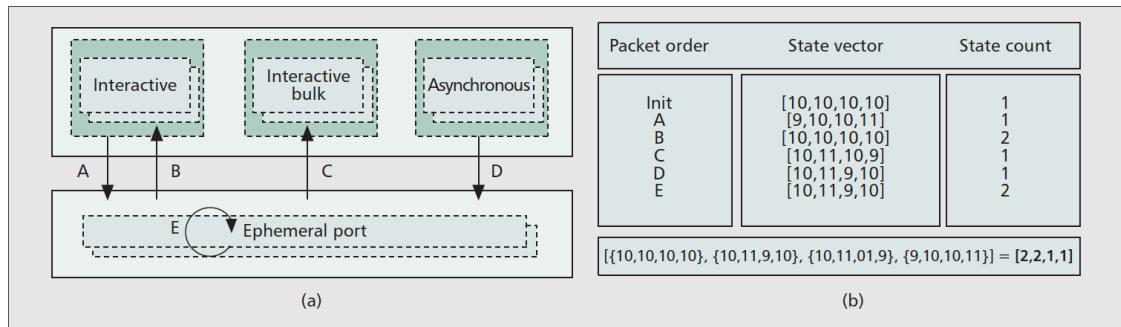 Interactive
Interactive
bulk
Asynchronous
A
B
C
D
E
Ephemeral port
(a)
Packet order State vector State count
Init [10,10,10,10] 1
A [9,10,10,11] 1
B [10,10,10,10] 2
C [10,11,10,9] 1
D [10,11,9,10] 1
E [10,11,9,10] 2
[{10,10,10,10}, {10,11,9,10}, {10,11,01,9}, {9,10,10,11}] = [2,2,1,1]
(b)